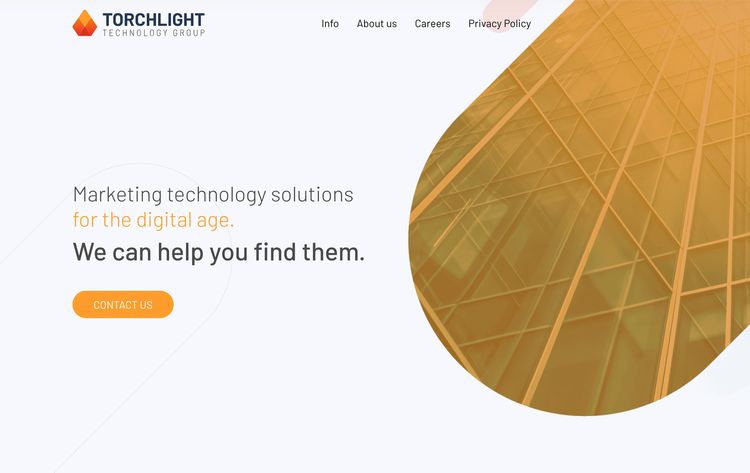 TORCHLIGHT
TECHNOLOGY GROUP
Info About us Careers Privacy Policy
Marketing technology solutions
for the digital age.
We can help you find them.
CONTACT US